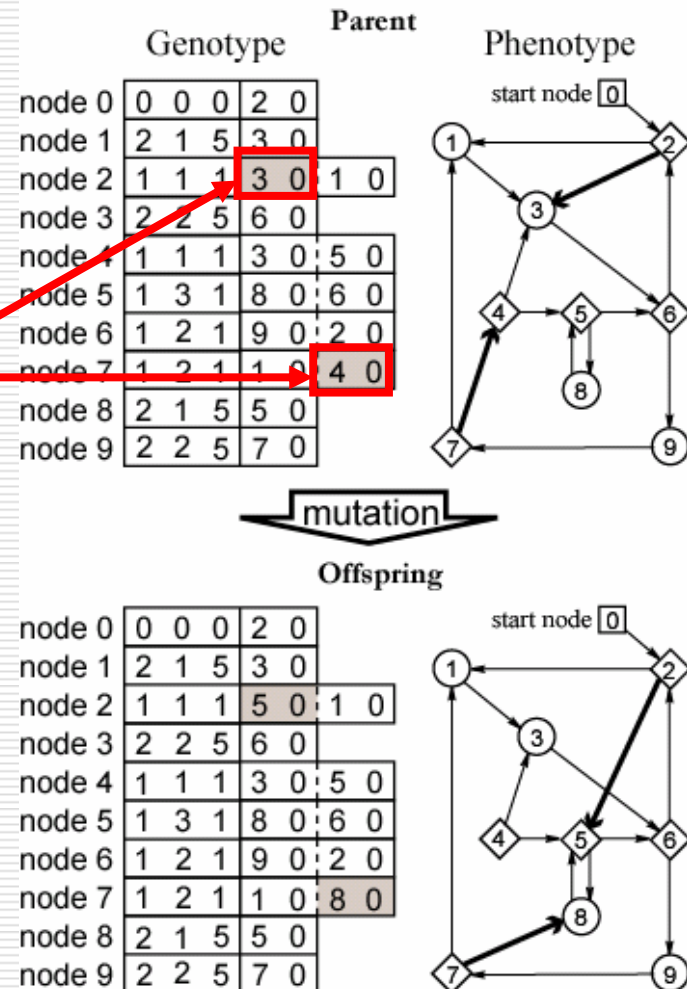 Parent
Genotype
Phenotype
node 0 0 0 0 2 0
node 1 2 1 5 3 0
node 2 1 1 1 3 0 1 0
node 3 2 2 5 6 0
node 4 1 1 1 3 0 5 0
node 5 1 3 1 8 0 6 0
node 6 1 2 1 9 0 2 0
node 7 1 2 1 1 0 4 0
node 8 2 1 5 5 0
node 9 2 2 5 7 0
start node 0
1
2
3
4
5
6
8
7
9
mutation
Offspring
node 0 0 0 0 2 0
node 1 2 1 5 3 0
node 2 1 1 1 5 0 1 0
node 3 2 2 5 6 0
node 4 1 1 1 3 0 5 0
node 5 1 3 1 8 0 6 0
node 6 1 2 1 9 0 2 0
node 7 1 2 1 1 0 8 0
node 8 2 1 5 5 0
node 9 2 2 5 7 0
start node 0
1
2
3
4
5
6
8
7
9